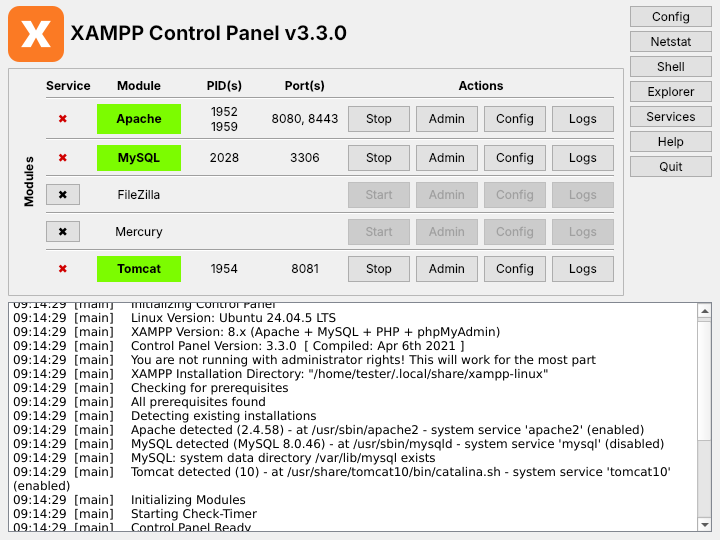 XAMPP Control Panel v3.3.0
Config
Netstat
Shell
Explorer
Services
Help
Quit
Modules
Service Module PID(s) Port(s) Actions
✖ Apache 1952 1959 8080, 8443 Stop Admin Config Logs
✖ MySQL 2028 3306 Stop Admin Config Logs
✖ FileZilla Start Admin Config Logs
✖ Mercury Start Admin Config Logs
✖ Tomcat 1954 8081 Stop Admin Config Logs
09:14:29 [main] Initializing Control Panel
09:14:29 [main] Linux Version: Ubuntu 24.04.5 LTS
09:14:29 [main] XAMPP Version: 8.x (Apache + MySQL + PHP + phpMyAdmin)
09:14:29 [main] Control Panel Version: 3.3.0 [ Compiled: Apr 6th 2021 ]
09:14:29 [main] You are not running with administrator rights! This will work for the most part
09:14:29 [main] XAMPP Installation Directory: "/home/tester/.local/share/xampp-linux"
09:14:29 [main] Checking for prerequisites
09:14:29 [main] All prerequisites found
09:14:29 [main] Detecting existing installations
09:14:29 [main] Apache detected (2.4.58) - at /usr/sbin/apache2 - system service 'apache2' (enabled)
09:14:29 [main] MySQL detected (MySQL 8.0.46) - at /usr/sbin/mysqld - system service 'mysql' (disabled)
09:14:29 [main] MySQL: system data directory /var/lib/mysql exists
09:14:29 [main] Tomcat detected (10) - at /usr/share/tomcat10/bin/catalina.sh - system service 'tomcat10'
(enabled)
09:14:29 [main] Initializing Modules
09:14:29 [main] Starting Check-Timer
09:14:29 [main] Control Panel Ready